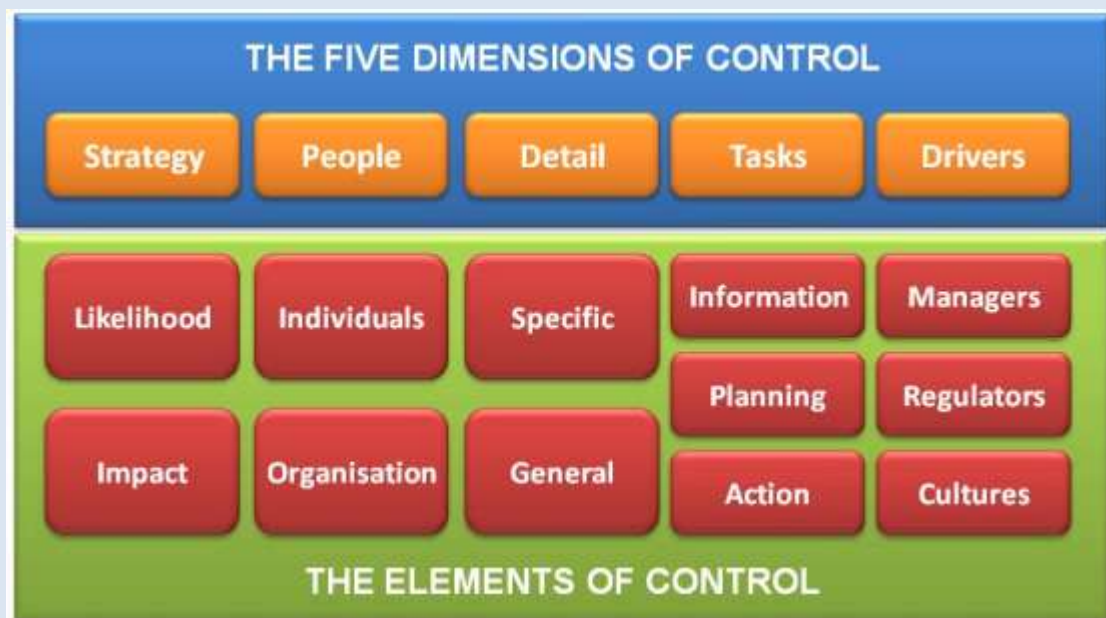 THE FIVE DIMENSIONS OF CONTROL
Strategy People Detail Tasks Drivers
Likelihood Individuals Specific Information Managers
Planning Regulators
Impact Organisation General Action Cultures
THE ELEMENTS OF CONTROL